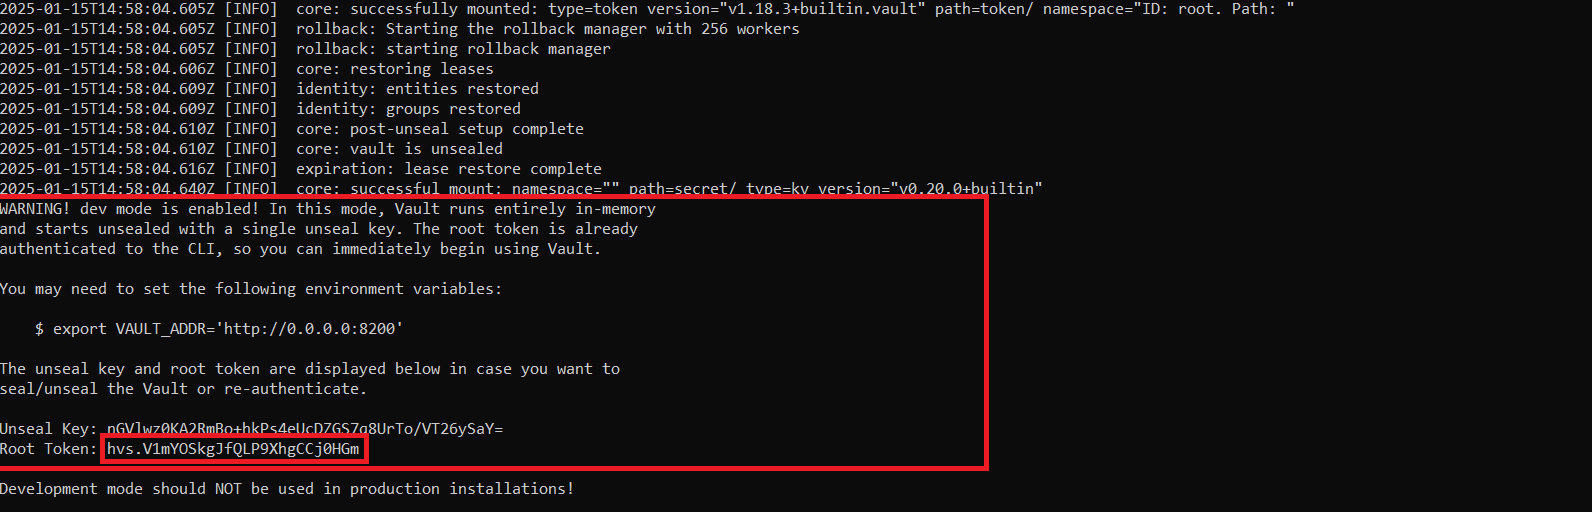 2025-01-15T14:58:04.605Z [INFO]  core: successfully mounted: type=token version="v1.18.3+builtin.vault" path=token/ namespace="ID: root. Path: "
2025-01-15T14:58:04.605Z [INFO]  rollback: Starting the rollback manager with 256 workers
2025-01-15T14:58:04.605Z [INFO]  rollback: starting rollback manager
2025-01-15T14:58:04.606Z [INFO]  core: restoring leases
2025-01-15T14:58:04.609Z [INFO]  identity: entities restored
2025-01-15T14:58:04.609Z [INFO]  identity: groups restored
2025-01-15T14:58:04.610Z [INFO]  core: post-unseal setup complete
2025-01-15T14:58:04.610Z [INFO]  core: vault is unsealed
2025-01-15T14:58:04.616Z [INFO]  expiration: lease restore complete
2025-01-15T14:58:04.640Z [INFO]  core: successful mount: namespace="" path=secret/ type=kv version="v0.20.0+builtin"
WARNING! dev mode is enabled! In this mode, Vault runs entirely in-memory
and starts unsealed with a single unseal key. The root token is already
authenticated to the CLI, so you can immediately begin using Vault.
You may need to set the following environment variables:
$ export VAULT_ADDR='http://0.0.0.0:8200'
The unseal key and root token are displayed below in case you want to
seal/unseal the Vault or re-authenticate.
Unseal Key: nGVlwz0KA2RmBo+hkPs4eUcDZGS7q8UrTo/VT26ySaY=
Root Token: hvs.V1mYOSkgJfQLP9XhgCCj0HGm
Development mode should NOT be used in production installations!